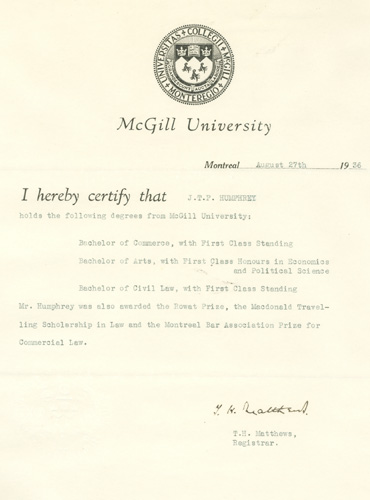 UNIVERSITAS COLLEGII McGILL
MONTEREGIO
McGill University
Montreal August 27th 1936
I hereby certify that J.T.P. HUMPHREY
holds the following degrees from McGill University:
Bachelor of Commerce, with First Class Standing
Bachelor of Arts, with First Class Honours in Economics
and Political Science
Bachelor of Civil Law, with First Class Standing
Mr. Humphrey was also awarded the Dowat Prize, the Macdonald Travel-
ling Scholarship in Law and the Montreal Bar Association Prize for
Commercial Law.
T. H. Matthews.
T.H. Matthews,
Registrar.